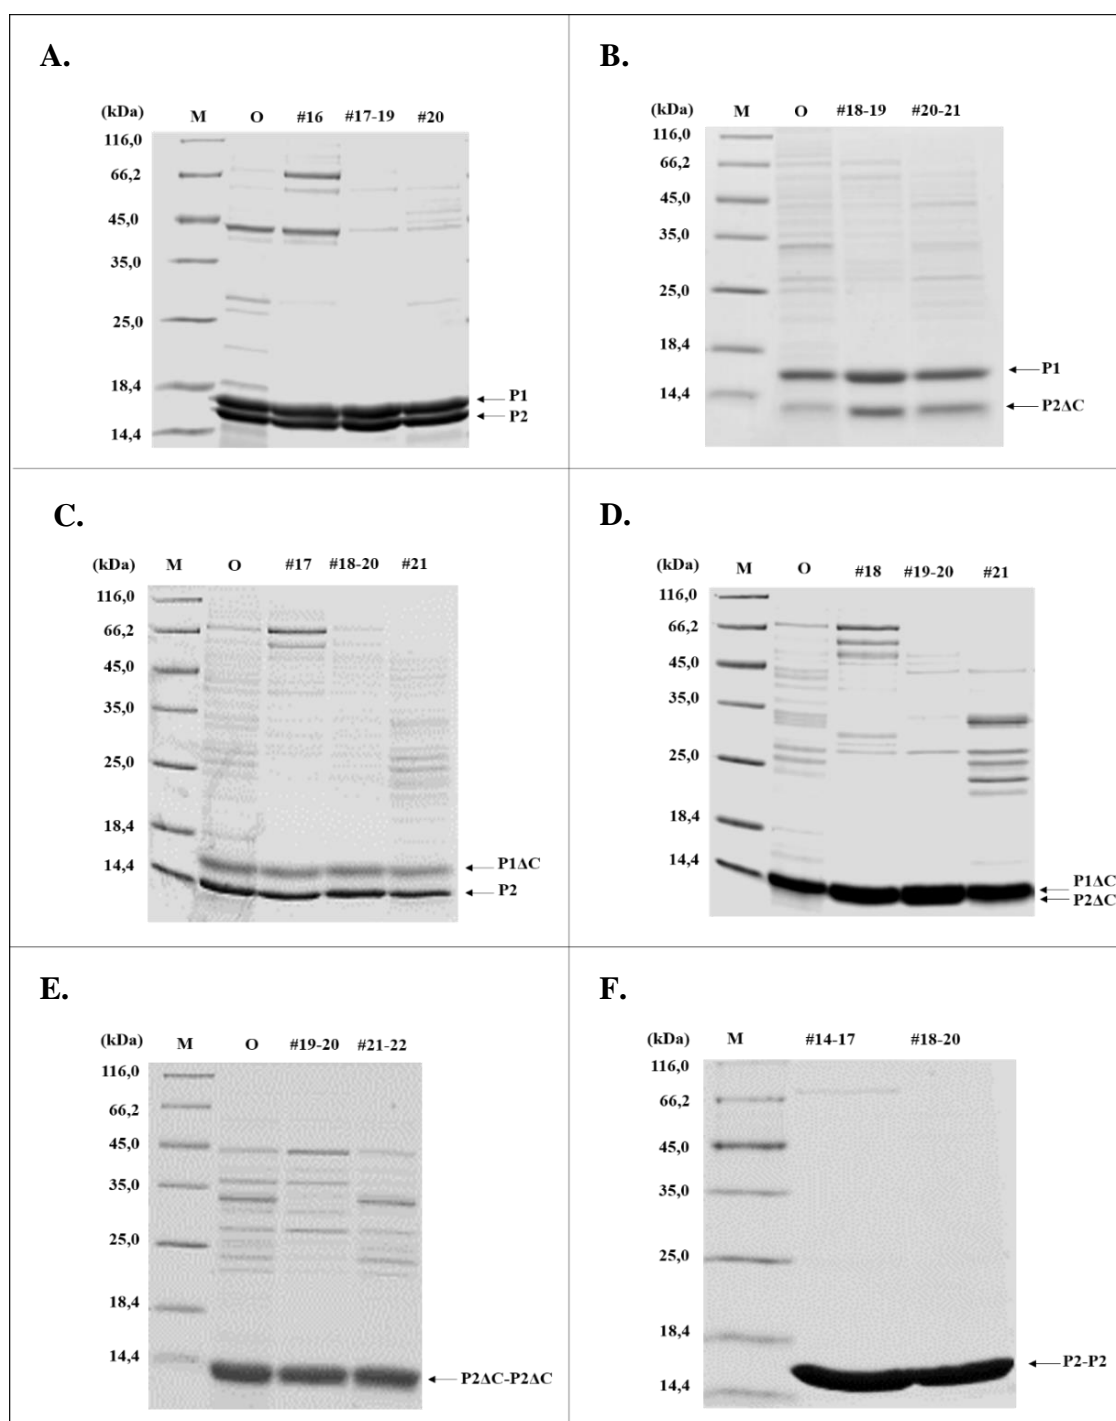 A.
(kDa) M O #16 #17-19 #20
116,0
66,2
45,0
35,0
25,0
18,4
14,4
P1
P2
B.
(kDa) M O #18-19 #20-21
116,0
66,2
45,0
35,0
25,0
18,4
14,4
P1
P2ΔC
C.
(kDa) M O #17 #18-20 #21
116,0
66,2
45,0
35,0
25,0
18,4
14,4
P1ΔC
P2
D.
(kDa) M O #18 #19-20 #21
116,0
66,2
45,0
35,0
25,0
18,4
14,4
P1ΔC
P2ΔC
E.
(kDa) M O #19-20 #21-22
116,0
66,2
45,0
35,0
25,0
18,4
14,4
P2ΔC-P2ΔC
F.
(kDa) M #14-17 #18-20
116,0
66,2
45,0
35,0
25,0
18,4
14,4
P2-P2